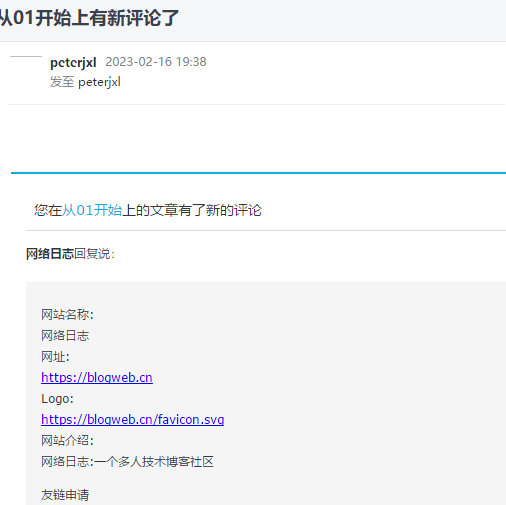 从01开始上有新评论了
peterjxl 2023-02-16 19:38
发至 peterjxl
您在从01开始上的文章有了新的评论
网络日志回复说：
网站名称：
网络日志
网址：
https://blogweb.cn
Logo：
https://blogweb.cn/favicon.svg
网站介绍：
网络日志:一个多人技术博客社区
友链申请